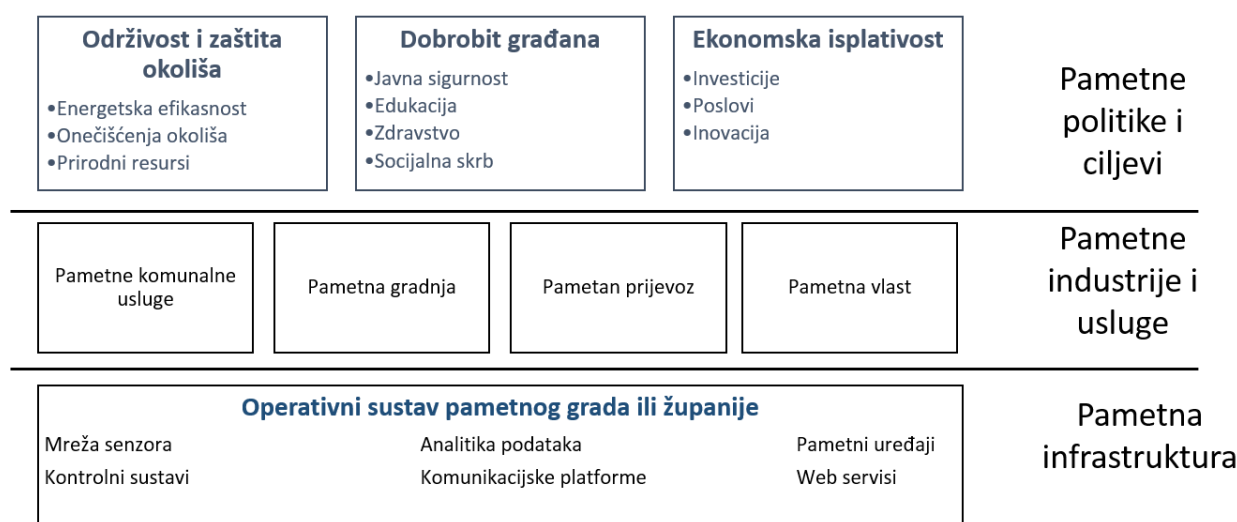 Održivost i zaštita
okoliša
•Energetska efikasnost
•Onečišćenja okoliša
•Prirodni resursi
Dobrobit građana
•Javna sigurnost
•Edukacija
•Zdravstvo
•Socijalna skrb
Ekonomska isplativost
•Investicije
•Poslovi
•Inovacija
Pametne
politike i
ciljevi
Pametne komunalne
usluge
Pametna gradnja
Pametan prijevoz
Pametna vlast
Pametne
industrije i
usluge
Operativni sustav pametnog grada ili županije
Mreža senzora
Kontrolni sustavi
Analitika podataka
Komunikacijske platforme
Pametni uređaji
Web servisi
Pametna
infrastruktura